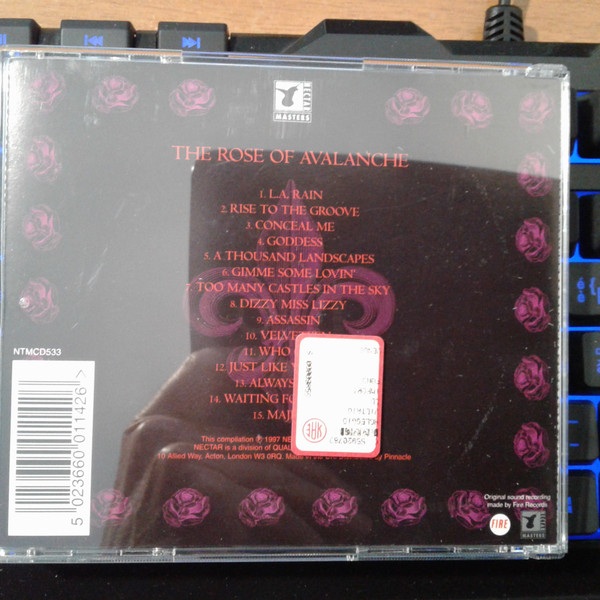 NECTAR
MASTERS
THE ROSE OF AVALANCHE
1. L.A. RAIN
2. RISE TO THE GROOVE
3. CONCEAL ME
4. GODDESS
5. A THOUSAND LANDSCAPES
6. GIMME SOME LOVIN'
7. TOO MANY CASTLES IN THE SKY
8. DIZZY MISS LIZZY
9. ASSASSIN
10.
11. WHO
12. JUST LIKE
13. ALWAYS
14. WAITING
15.
NTMCD533
5 023660 011426 >
This compilation ℗ 1997
NECTAR is a division of
10 Allied Way, Acton, London W3 0RQ. Made in
Pinnacle
Original sound recording
made by Fire Records
FIRE
NECTAR
MASTERS